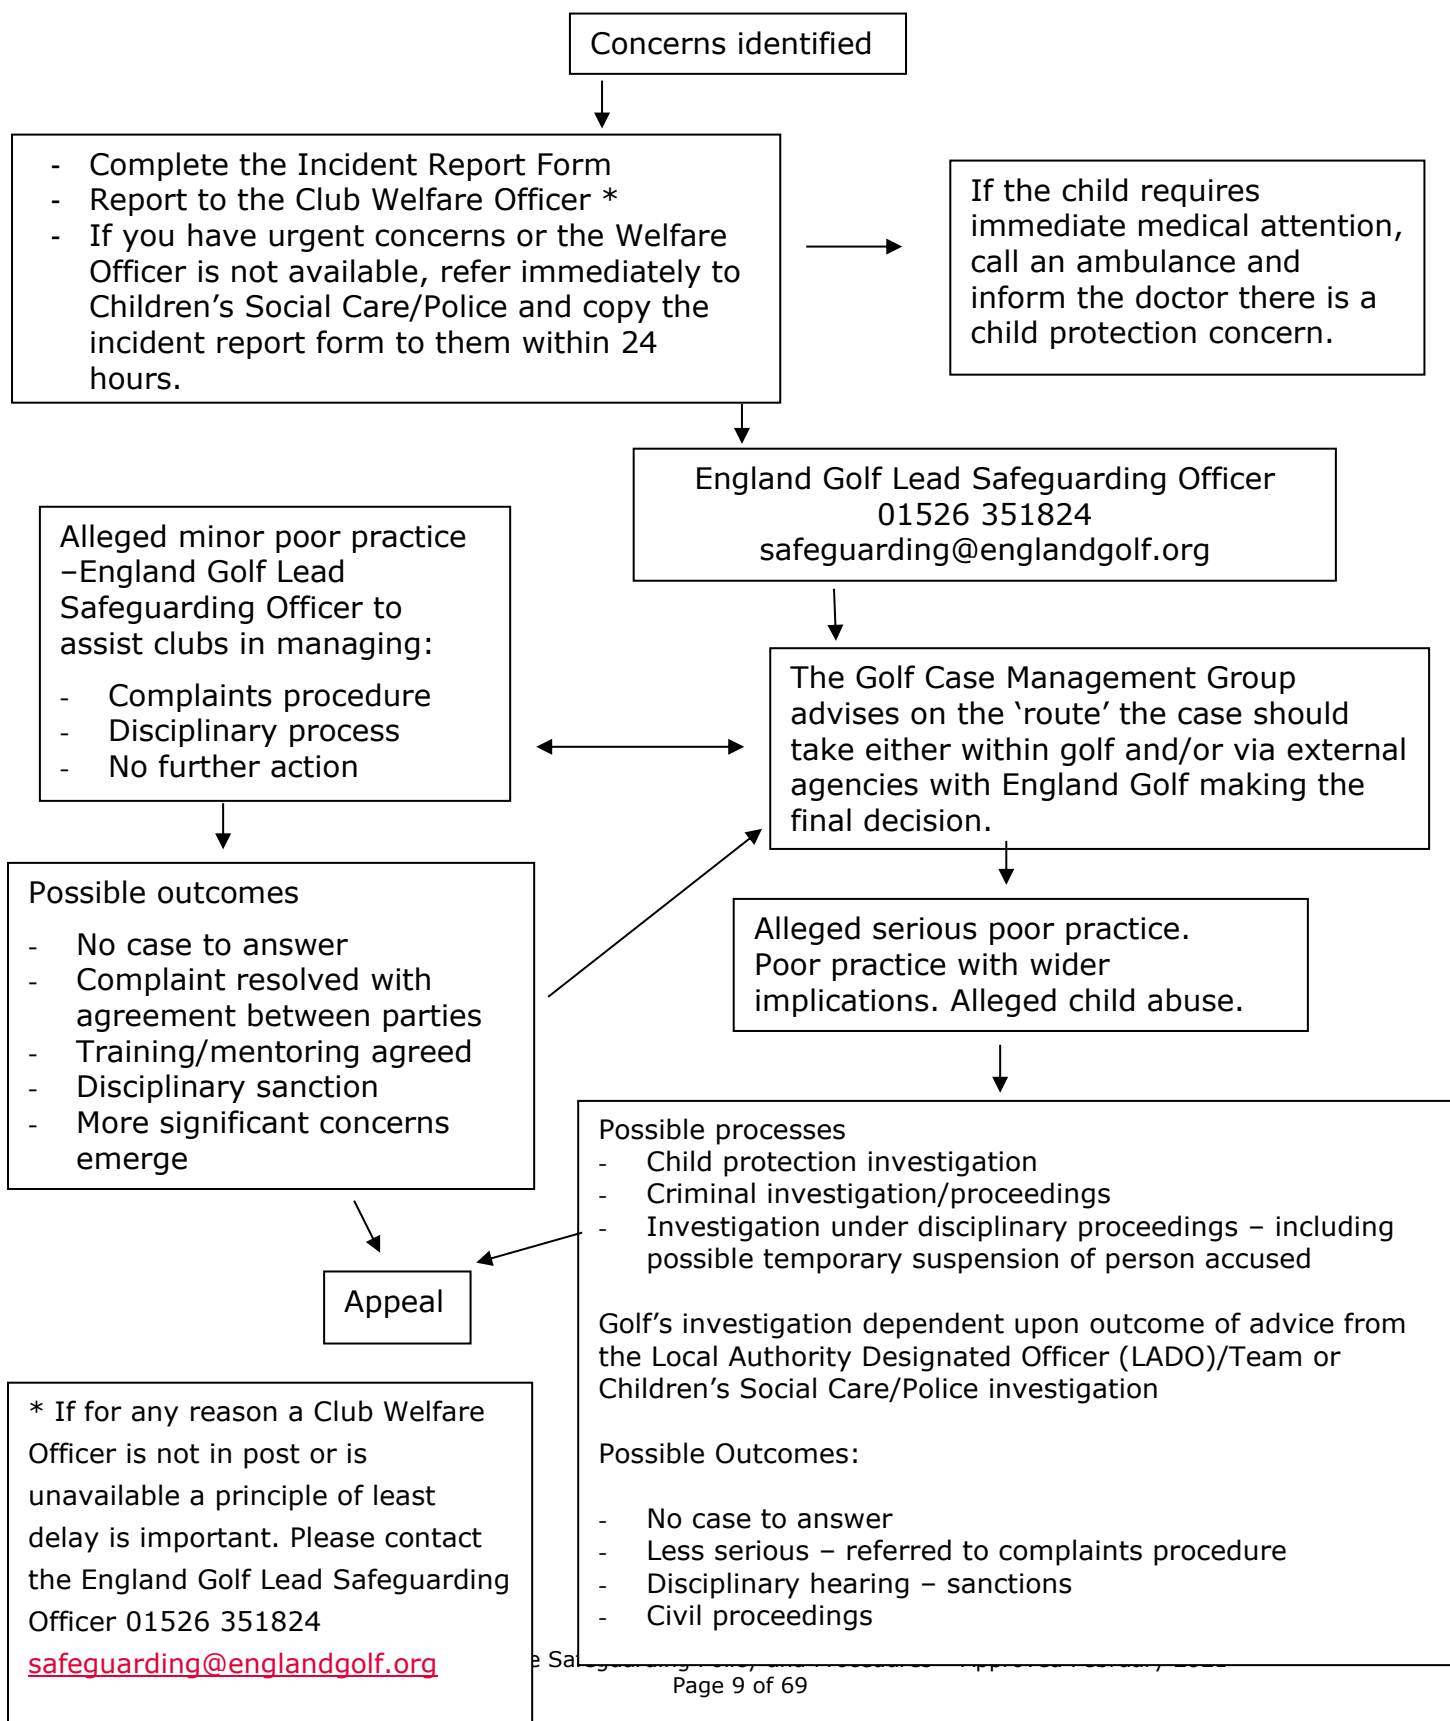 Concerns identified
- Complete the Incident Report Form
- Report to the Club Welfare Officer *
- If you have urgent concerns or the Welfare
Officer is not available, refer immediately to
Children’s Social Care/Police and copy the
incident report form to them within 24
hours.
If the child requires
immediate medical attention,
call an ambulance and
inform the doctor there is a
child protection concern.
England Golf Lead Safeguarding Officer
01526 351824
safeguarding@englandgolf.org
Alleged minor poor practice
–England Golf Lead
Safeguarding Officer to
assist clubs in managing:
- Complaints procedure
- Disciplinary process
- No further action
The Golf Case Management Group
advises on the ‘route’ the case should
take either within golf and/or via external
agencies with England Golf making the
final decision.
Possible outcomes
- No case to answer
- Complaint resolved with
agreement between parties
- Training/mentoring agreed
- Disciplinary sanction
- More significant concerns
emerge
Alleged serious poor practice.
Poor practice with wider
implications. Alleged child abuse.
Possible processes
- Child protection investigation
- Criminal investigation/proceedings
- Investigation under disciplinary proceedings – including
possible temporary suspension of person accused
Golf’s investigation dependent upon outcome of advice from
the Local Authority Designated Officer (LADO)/Team or
Children’s Social Care/Police investigation
Possible Outcomes:
- No case to answer
- Less serious – referred to complaints procedure
- Disciplinary hearing – sanctions
- Civil proceedings
Appeal
* If for any reason a Club Welfare
Officer is not in post or is
unavailable a principle of least
delay is important. Please contact
the England Golf Lead Safeguarding
Officer 01526 351824
safeguarding@englandgolf.org
Page 9 of 69